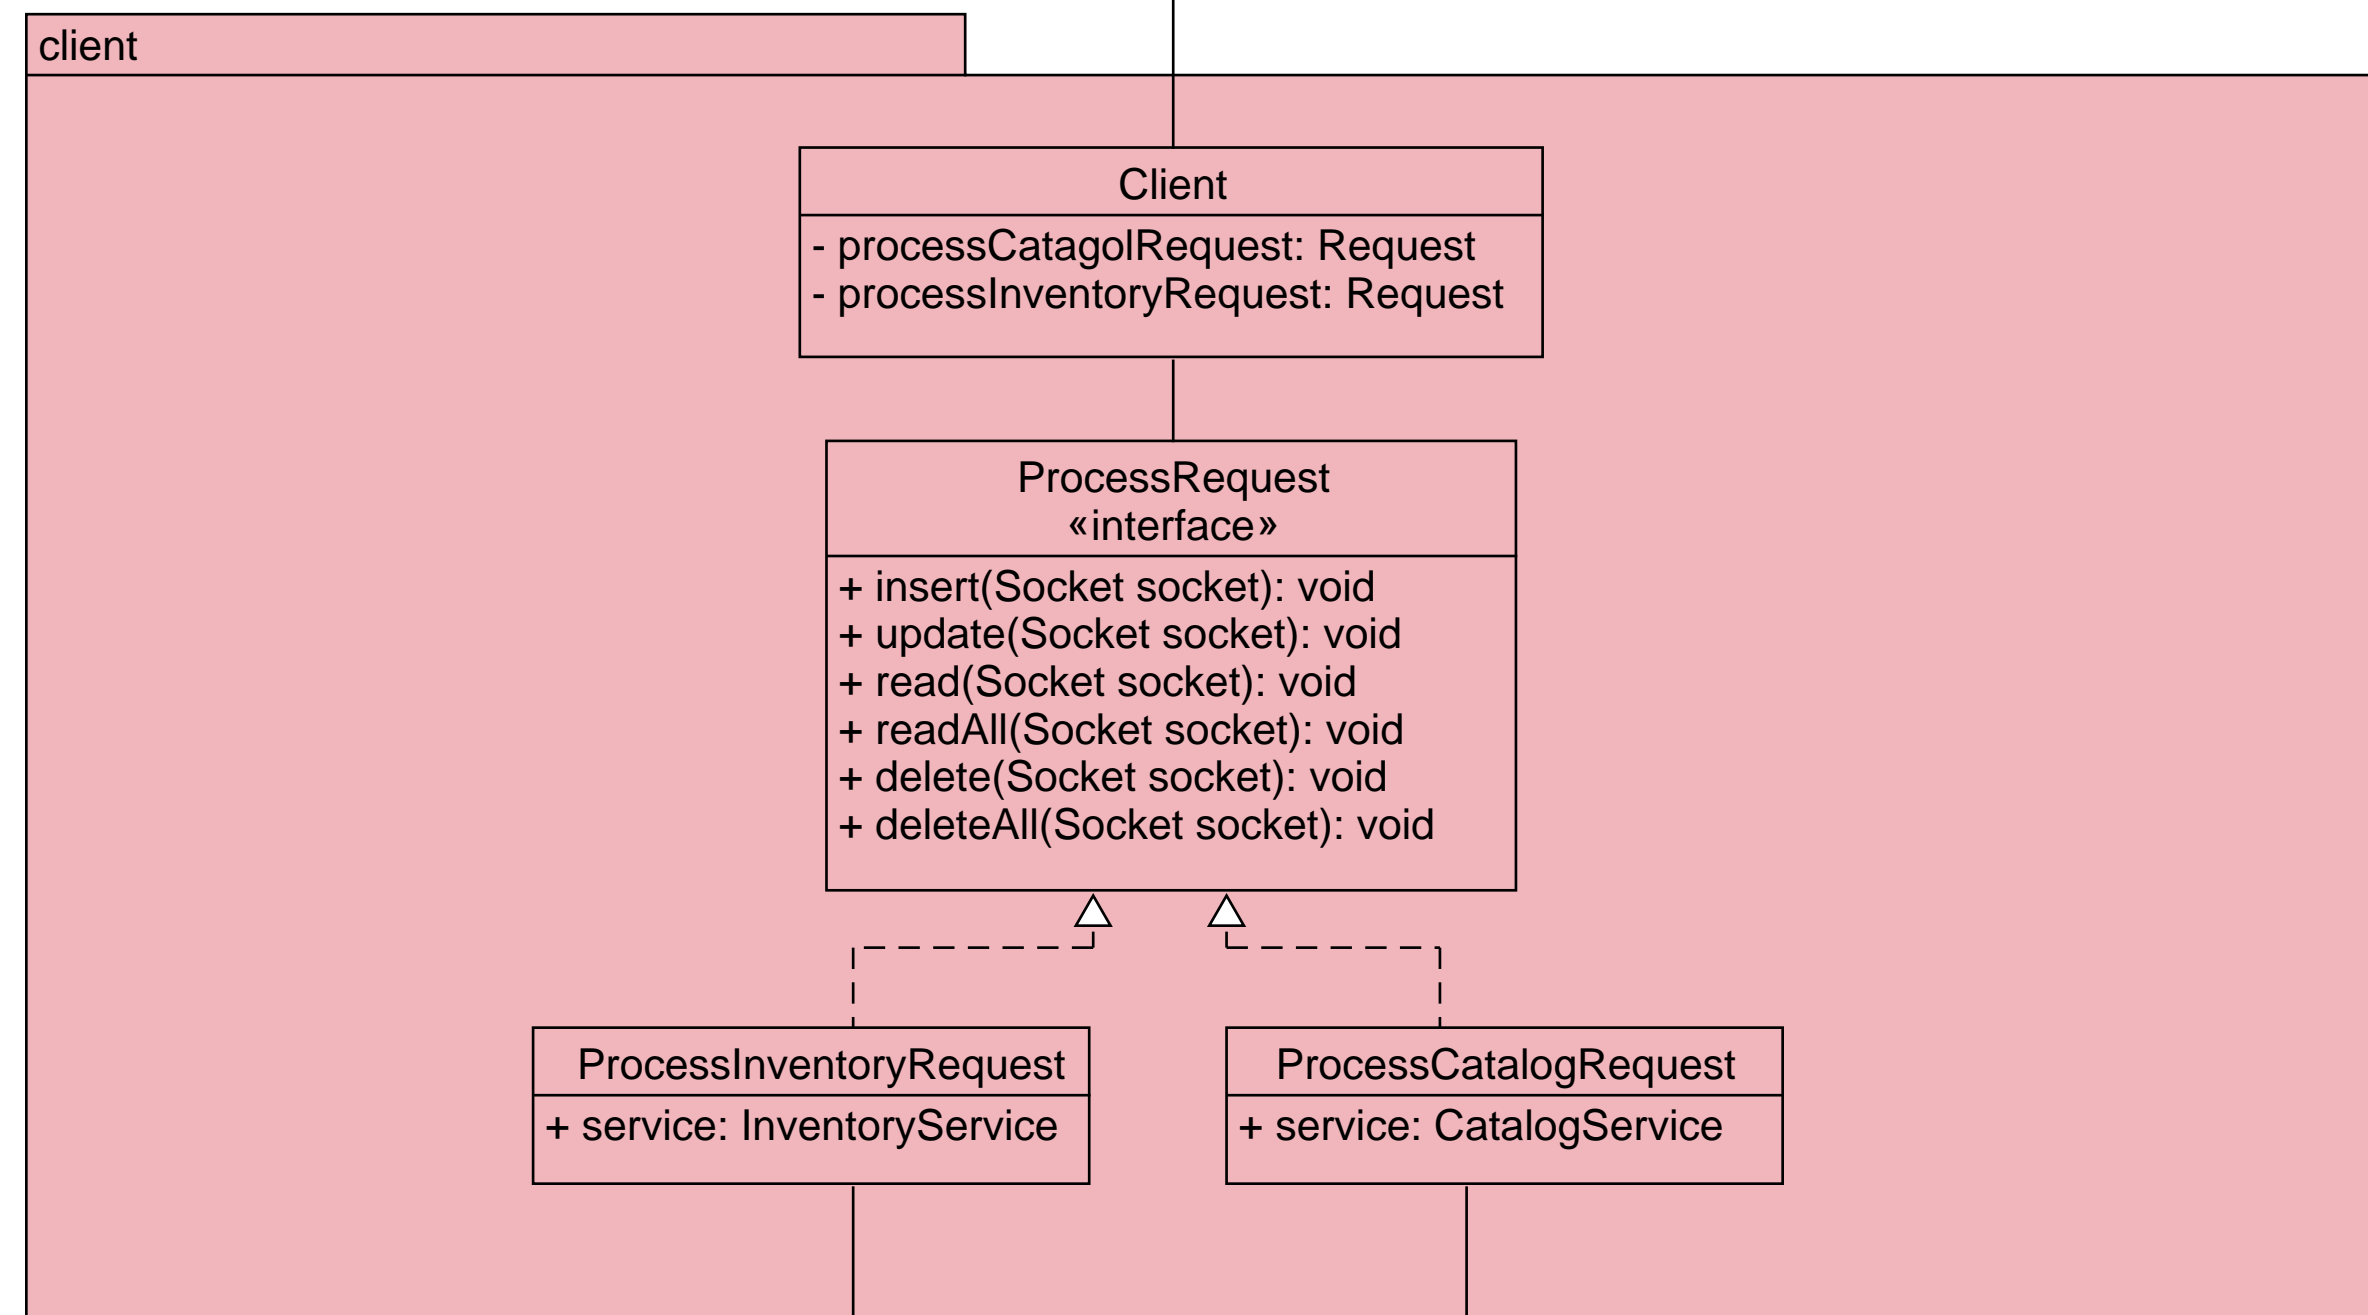 client
Client
- processCatagolRequest: Request
- processInventoryRequest: Request
ProcessRequest
«interface»
+ insert(Socket socket): void
+ update(Socket socket): void
+ read(Socket socket): void
+ readAll(Socket socket): void
+ delete(Socket socket): void
+ deleteAll(Socket socket): void
ProcessInventoryRequest
+ service: InventoryService
ProcessCatalogRequest
+ service: CatalogService